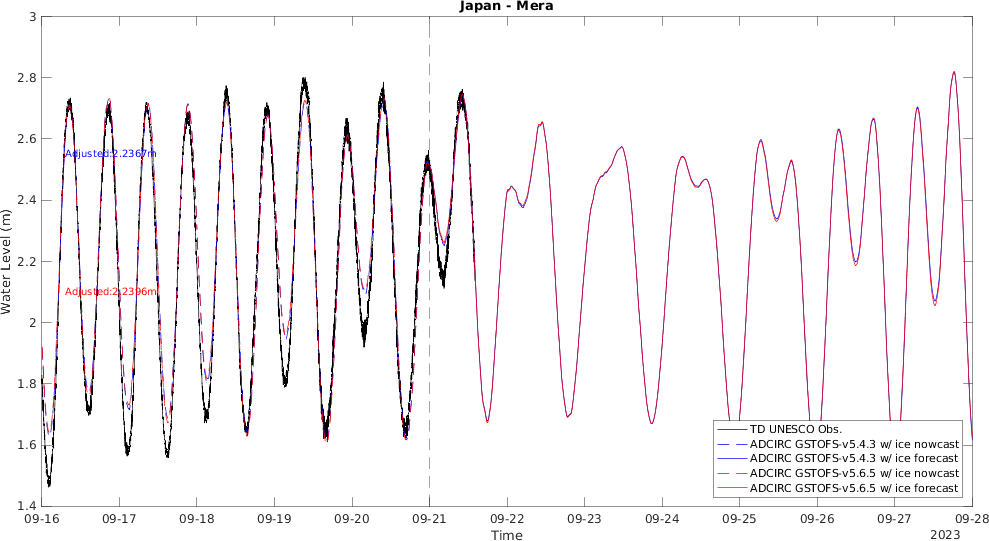 Japan - Mera
3
2.8
2.6
Adjusted:2.2367m
2.4
2.2
Adjusted:2.2396m
2
1.8
1.6
1.4
Water Level (m)
TD UNESCO Obs.
ADCIRC GSTOFS-v5.4.3 w/ ice nowcast
ADCIRC GSTOFS-v5.4.3 w/ ice forecast
ADCIRC GSTOFS-v5.6.5 w/ ice nowcast
ADCIRC GSTOFS-v5.6.5 w/ ice forecast
09-16 09-17 09-18 09-19 09-20 09-21 09-22 09-23 09-24 09-25 09-26 09-27 09-28
Time
2023